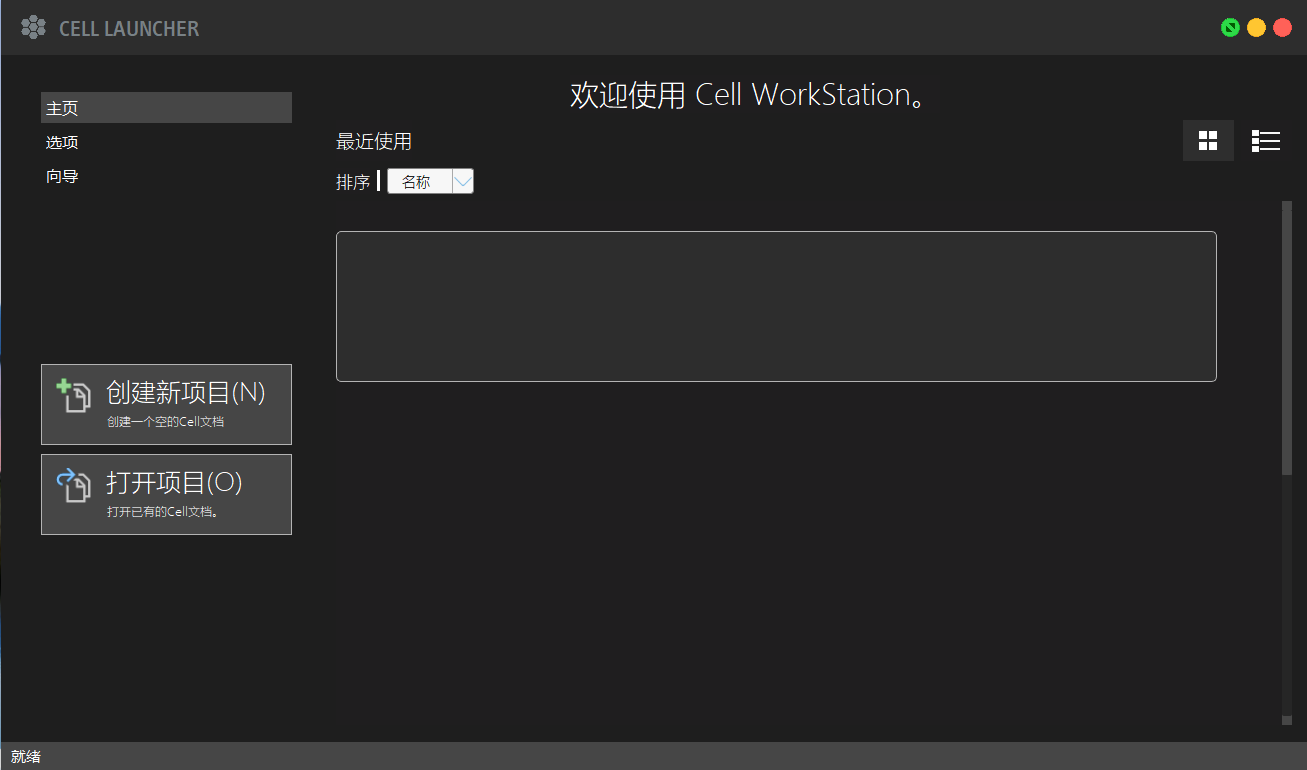 CELL LAUNCHER
主页
选项
向导
欢迎使用 Cell WorkStation。
最近使用
排序
名称
创建新项目(N)
创建一个空的Cell文档
打开项目(O)
打开已有的Cell文档。
就绪